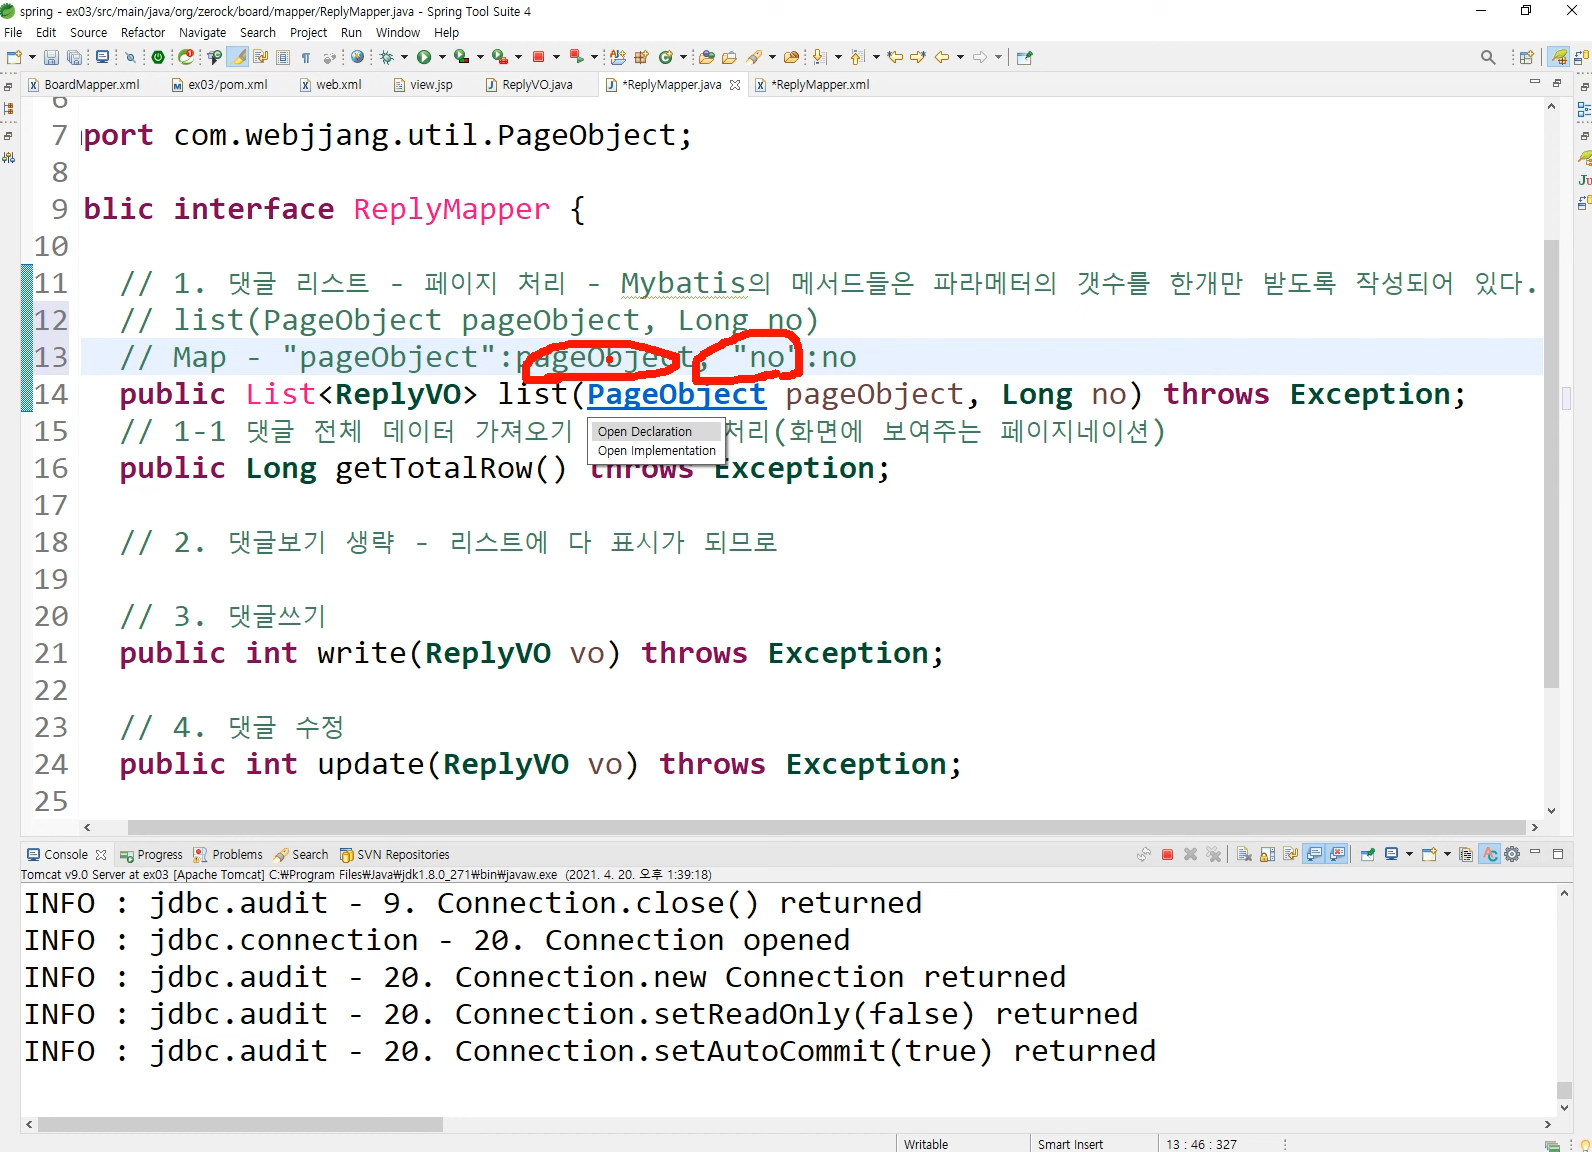 spring - ex03/src/main/java/org/zerock/board/mapper/ReplyMapper.java - Spring Tool Suite 4
File Edit Source Refactor Navigate Search Project Run Window Help
BoardMapper.xml ex03/pom.xml web.xml view.jsp ReplyVO.java *ReplyMapper.java *ReplyMapper.xml
6
7 port com.webjjang.util.PageObject;
8
9 blic interface ReplyMapper {
10
11 // 1. 댓글 리스트 - 페이지 처리 - Mybatis의 메서드들은 파라메터의 갯수를 한개만 받도록 작성되어 있다.
12 // list(PageObject pageObject, Long no)
13 // Map - "pageObject":pageObject, "no":no
14 public List<ReplyVO> list(PageObject pageObject, Long no) throws Exception;
15 // 1-1 댓글 전체 데이터 가져오기 처리(화면에 보여주는 페이지네이션)
Open Declaration
Open Implementation
16 public Long getTotalRow() throws Exception;
17
18 // 2. 댓글보기 생략 - 리스트에 다 표시가 되므로
19
20 // 3. 댓글쓰기
21 public int write(ReplyVO vo) throws Exception;
22
23 // 4. 댓글 수정
24 public int update(ReplyVO vo) throws Exception;
25
Console Progress Problems Search SVN Repositories
Tomcat v9.0 Server at ex03 [Apache Tomcat] C:₩Program Files₩Java₩jdk1.8.0_271₩bin₩javaw.exe (2021. 4. 20. 오후 1:39:18)
INFO : jdbc.audit - 9. Connection.close() returned
INFO : jdbc.connection - 20. Connection opened
INFO : jdbc.audit - 20. Connection.new Connection returned
INFO : jdbc.audit - 20. Connection.setReadOnly(false) returned
INFO : jdbc.audit - 20. Connection.setAutoCommit(true) returned
Writable Smart Insert 13 : 46 : 327